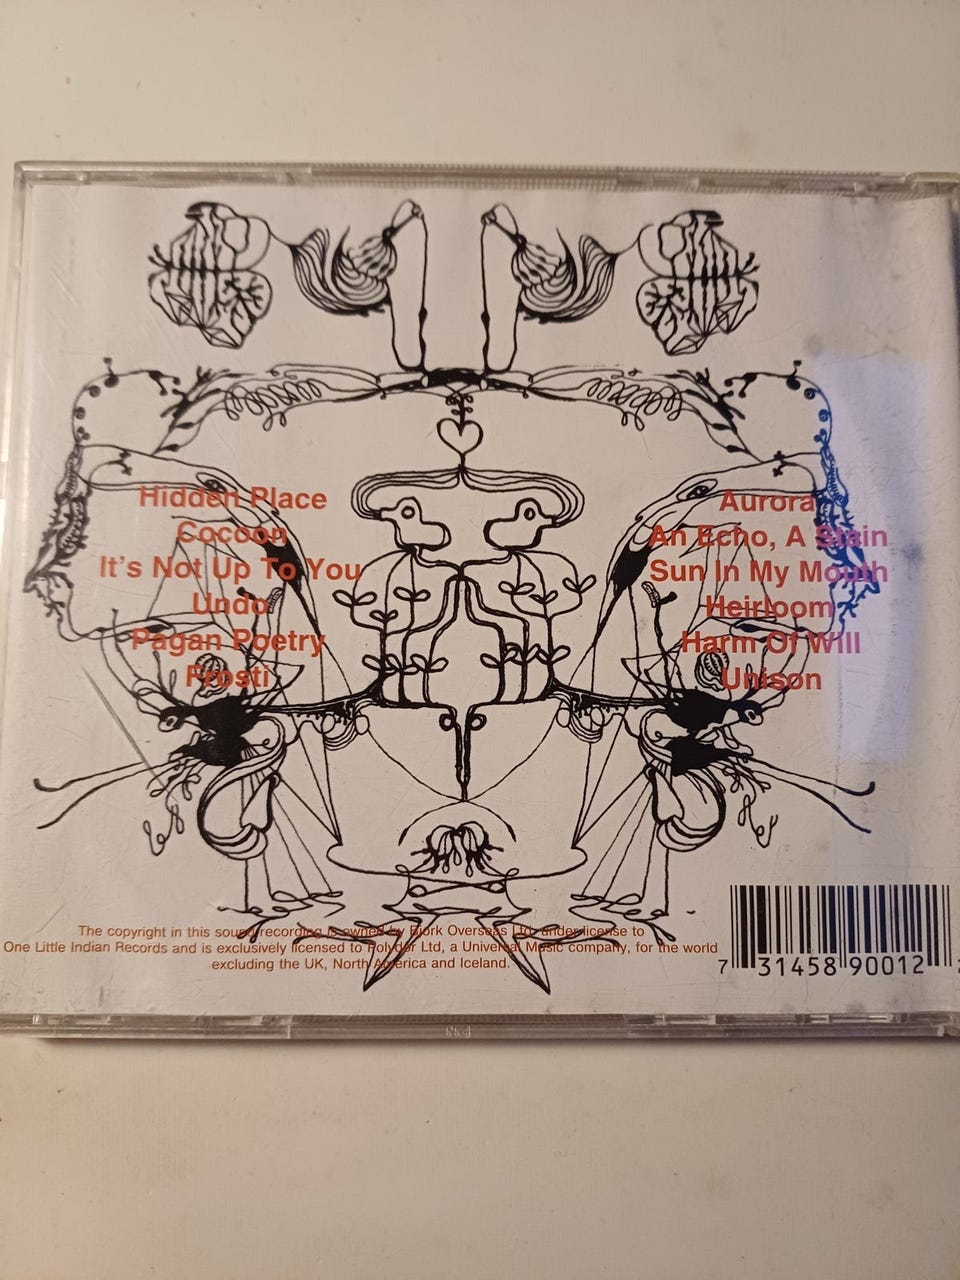 Hidden Place
Cocoon
It's Not Up To You
Undo
Pagan Poetry
Frosti
Aurora
An Echo, A Stain
Sun In My Mouth
Heirloom
Harm Of Will
Unison
The copyright in this sound recording is owned by Björk Overseas Ltd. under license to
One Little Indian Records and is exclusively licensed to Polydor Ltd, a Universal Music company, for the world
excluding the UK, North America and Iceland.
7 31458 90012